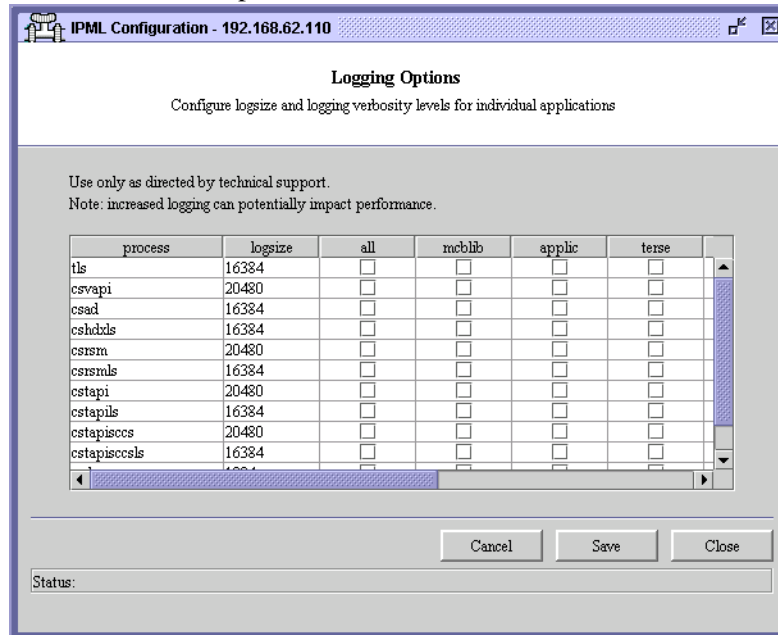 IPML Configuration - 192.168.62.110
Logging Options
Configure logsize and logging verbosity levels for individual applications
Use only as directed by technical support.
Note: increased logging can potentially impact performance.
process logsize all mcblib applic terse
tls 16384
csvapi 20480
csad 16384
cshdxls 16384
csrsm 20480
csrsmls 16384
cstapi 20480
cstapils 16384
cstapisccs 20480
cstapisccsls 16384
Cancel Save Close
Status: